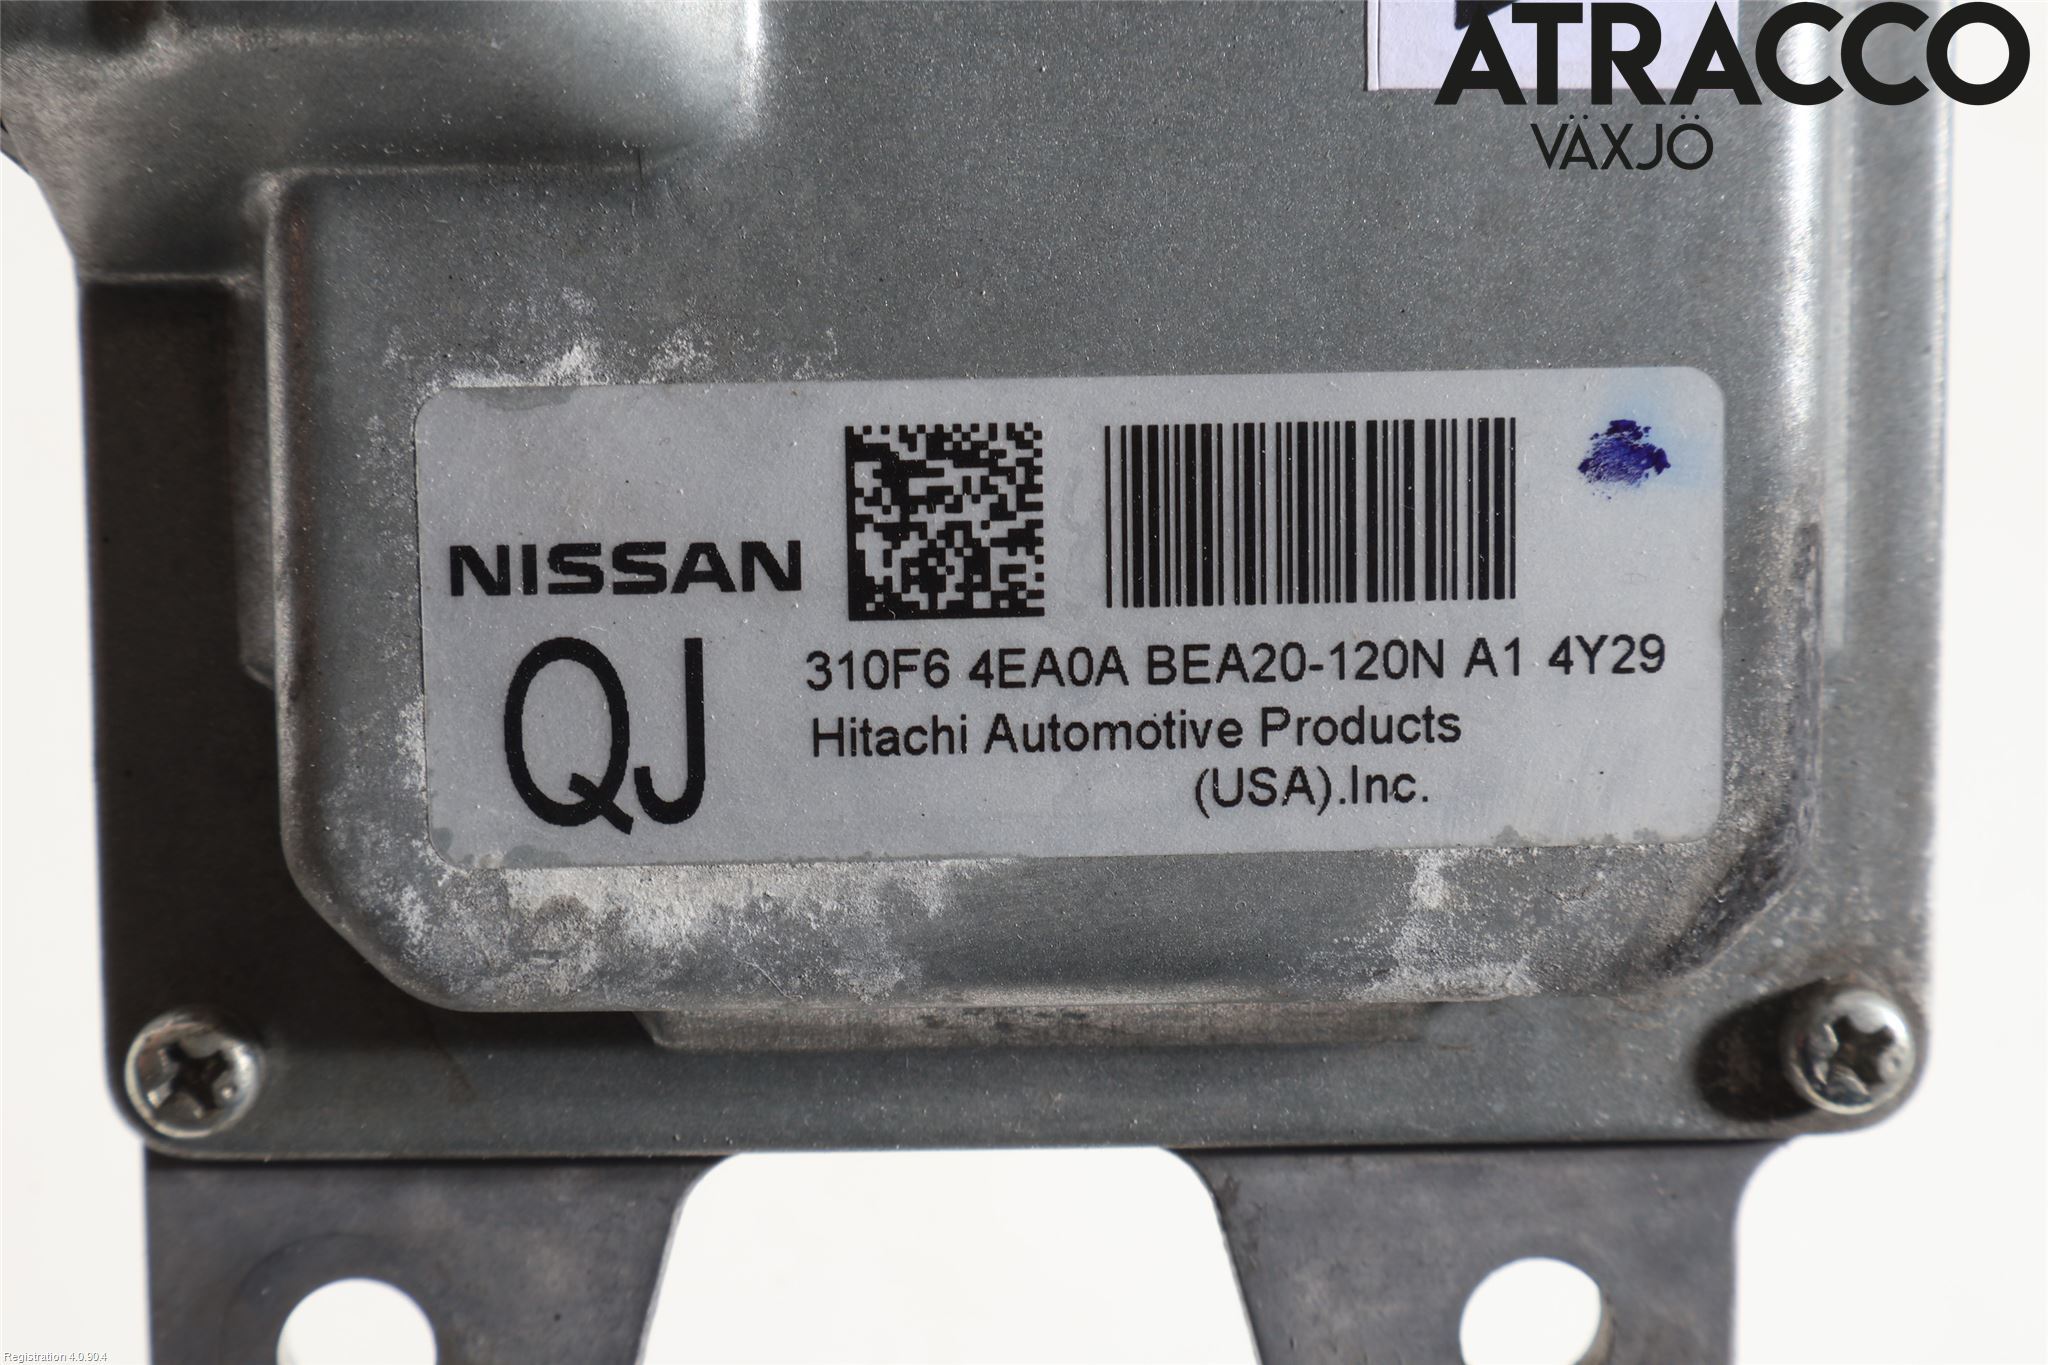 ATRACCO
VÄXJÖ
NISSAN
QJ
310F6 4EA0A BEA20-120N A1 4Y29
Hitachi Automotive Products
(USA).Inc.
Registration 4.0.90.4